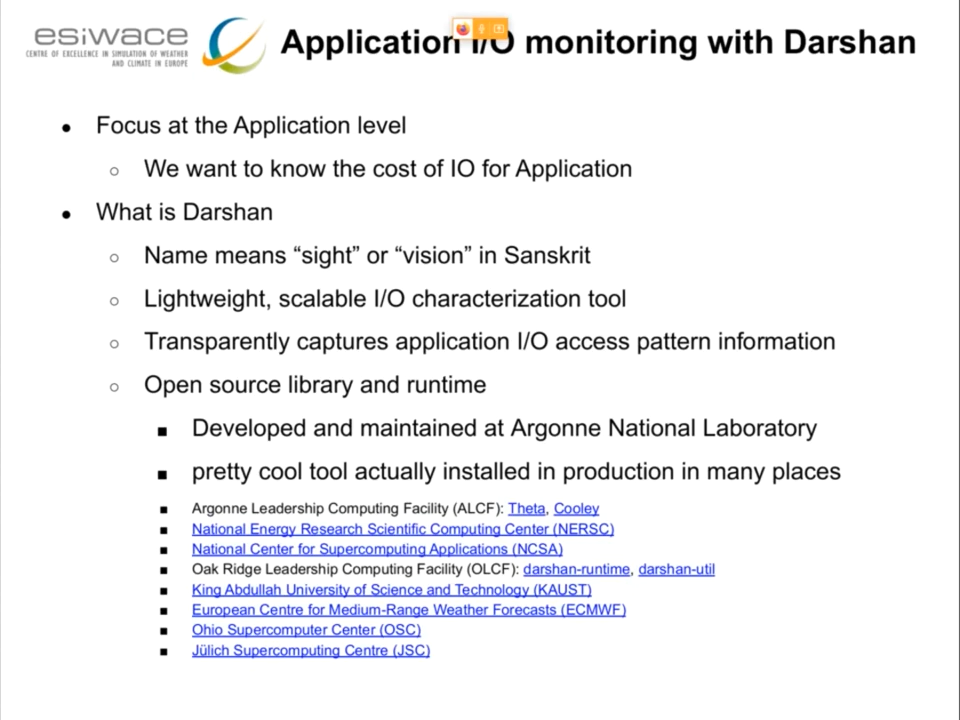 esiwace
CENTRE OF EXCELLENCE IN SIMULATION OF WEATHER
AND CLIMATE IN EUROPE
Application I/O monitoring with Darshan
Focus at the Application level
We want to know the cost of IO for Application
What is Darshan
Name means “sight” or “vision” in Sanskrit
Lightweight, scalable I/O characterization tool
Transparently captures application I/O access pattern information
Open source library and runtime
Developed and maintained at Argonne National Laboratory
pretty cool tool actually installed in production in many places
Argonne Leadership Computing Facility (ALCF): Theta, Cooley
National Energy Research Scientific Computing Center (NERSC)
National Center for Supercomputing Applications (NCSA)
Oak Ridge Leadership Computing Facility (OLCF): darshan-runtime, darshan-util
King Abdullah University of Science and Technology (KAUST)
European Centre for Medium-Range Weather Forecasts (ECMWF)
Ohio Supercomputer Center (OSC)
Jülich Supercomputing Centre (JSC)